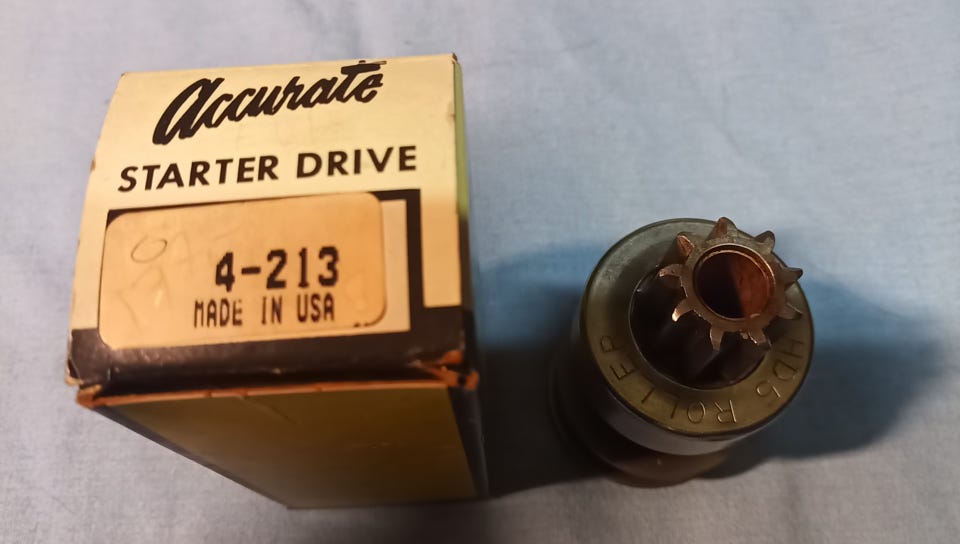 Accurate
STARTER DRIVE
4-213
MADE IN USA
HD5 ROLLER